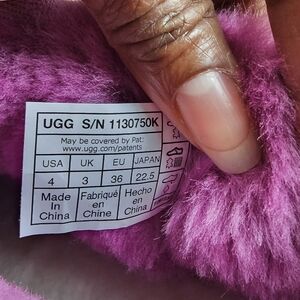 UGG S/N 1130750K
May be covered by Pat:
www.ugg.com/patents
USA UK EU JAPAN
4 3 36 22.5
Made in China Fabriqué en Chine Hecho en China